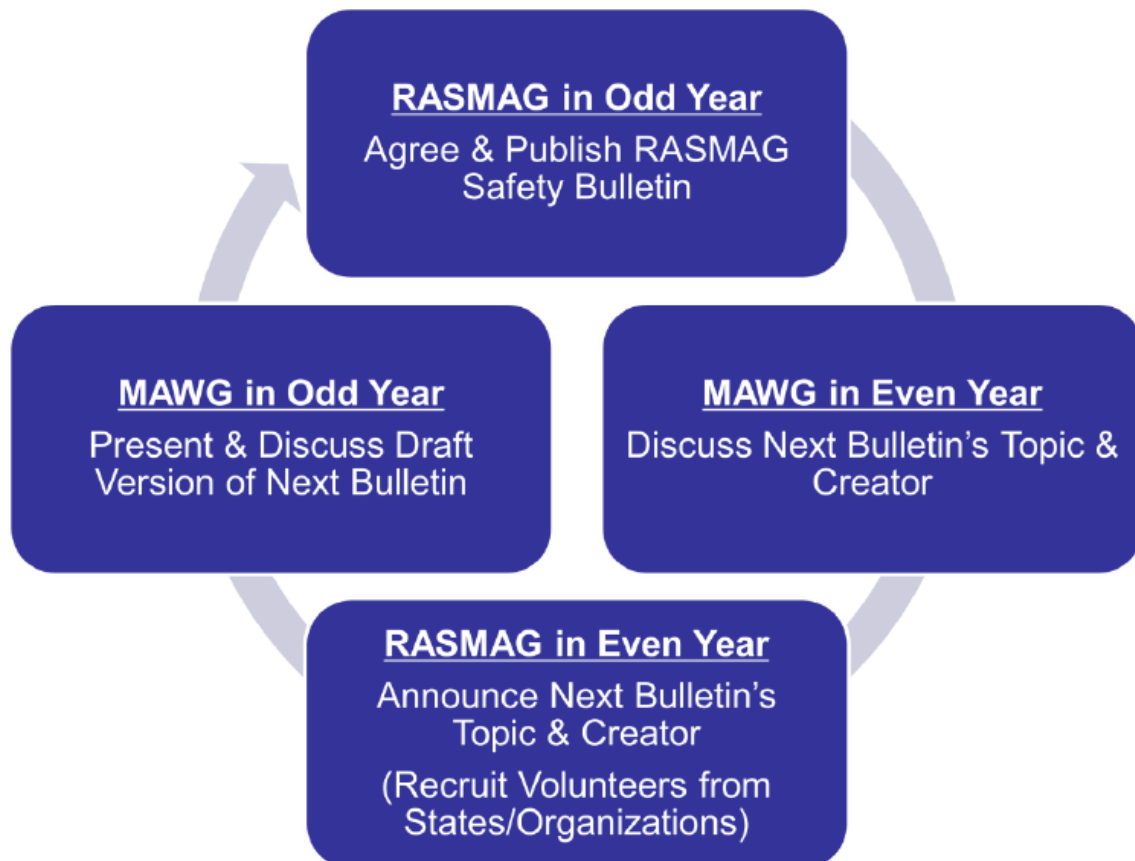 RASMAG in Odd Year
Agree & Publish RASMAG
Safety Bulletin
MAWG in Odd Year
Present & Discuss Draft
Version of Next Bulletin
MAWG in Even Year
Discuss Next Bulletin’s Topic &
Creator
RASMAG in Even Year
Announce Next Bulletin’s
Topic & Creator
(Recruit Volunteers from
States/Organizations)